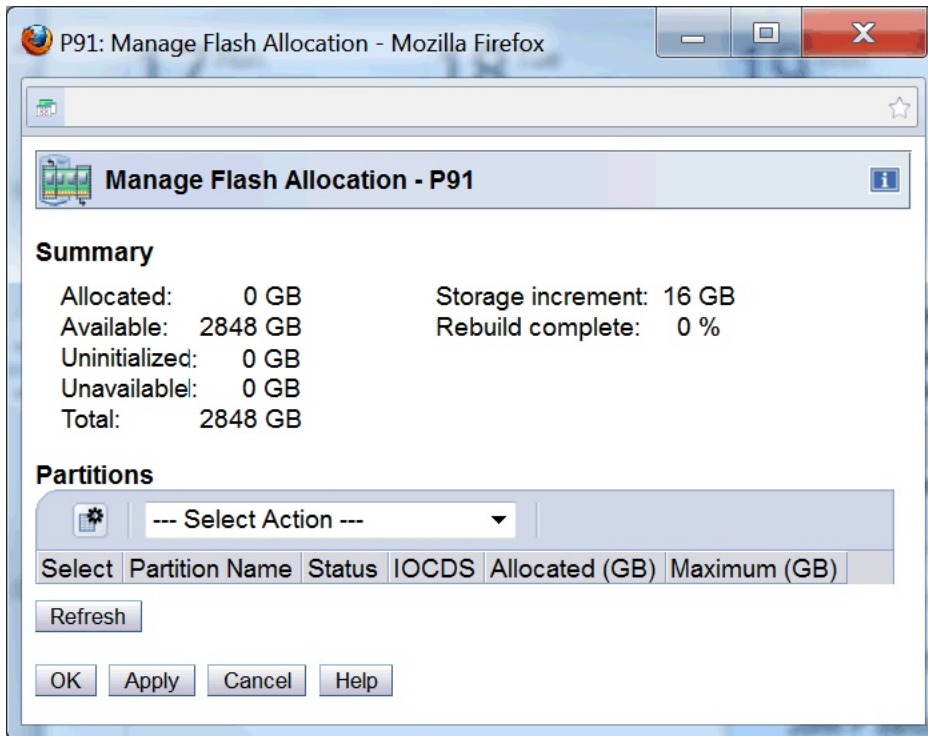 P91: Manage Flash Allocation - Mozilla Firefox
Manage Flash Allocation - P91
Summary
Allocated: 0 GB Storage increment: 16 GB
Available: 2848 GB Rebuild complete: 0 %
Uninitialized: 0 GB
Unavailable: 0 GB
Total: 2848 GB
Partitions
--- Select Action ---
Select Partition Name Status IOCDS Allocated (GB) Maximum (GB)
Refresh
OK Apply Cancel Help